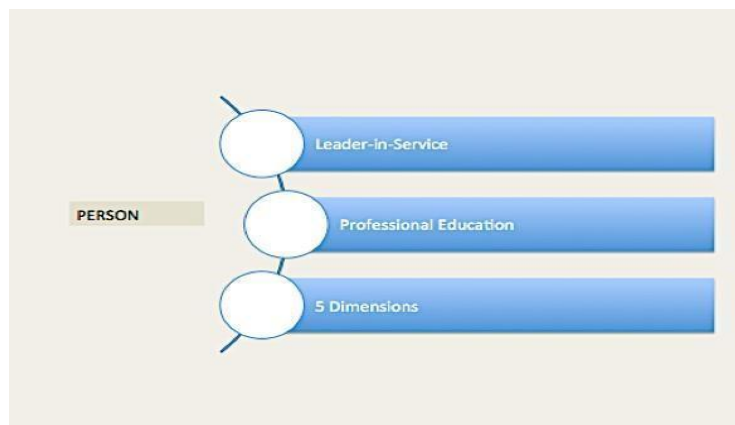 Leader-in-Service
PERSON
Professional Education
5 Dimensions